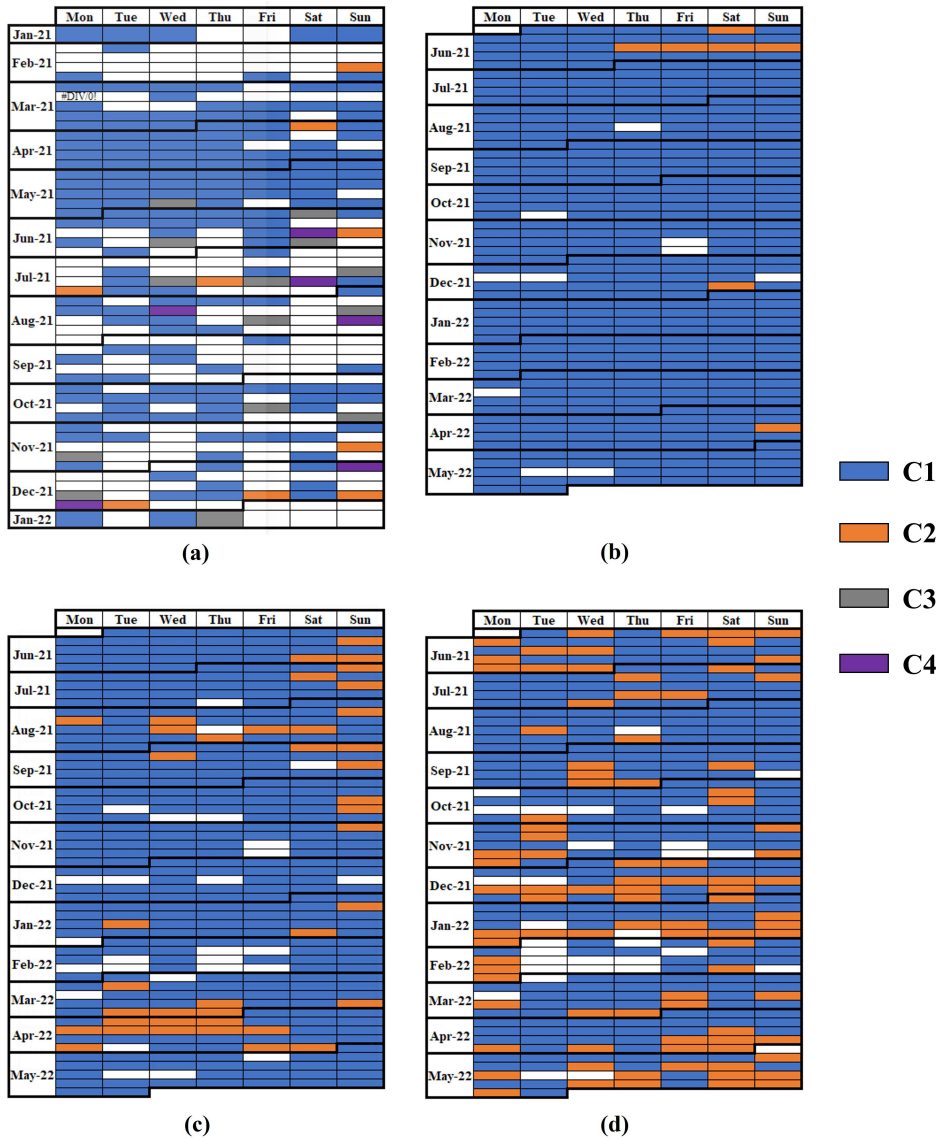 Mon Tue Wed Thu Fri Sat Sun
Jan-21
Feb-21
#DIV/0!
Mar-21
Apr-21
May-21
Jun-21
Jul-21
Aug-21
Sep-21
Oct-21
Nov-21
Dec-21
Jan-22
(a)
Mon Tue Wed Thu Fri Sat Sun
Jun-21
Jul-21
Aug-21
Sep-21
Oct-21
Nov-21
Dec-21
Jan-22
Feb-22
Mar-22
Apr-22
May-22
(b)
C1
C2
C3
C4
Mon Tue Wed Thu Fri Sat Sun
Jun-21
Jul-21
Aug-21
Sep-21
Oct-21
Nov-21
Dec-21
Jan-22
Feb-22
Mar-22
Apr-22
May-22
(c)
Mon Tue Wed Thu Fri Sat Sun
Jun-21
Jul-21
Aug-21
Sep-21
Oct-21
Nov-21
Dec-21
Jan-22
Feb-22
Mar-22
Apr-22
May-22
(d)